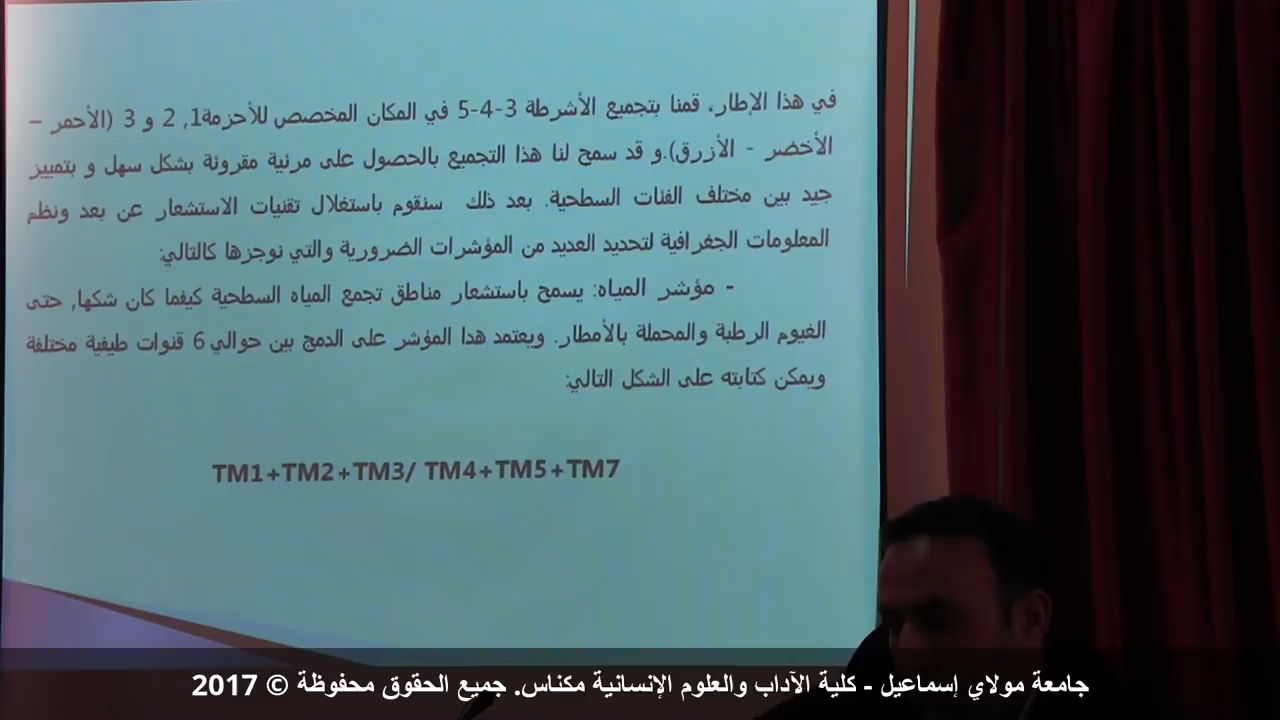 في هذا الإطار، قمنا بتجميع الأشرطة 3-4-5 في المكان المخصص للأحزمة1, 2 و 3 (الأحمر –
الأخضر - الأزرق).و قد سمح لنا هذا التجميع بالحصول على مرئية مقرونة بشكل سهل و بتمييز
جيد بين مختلف الفئات السطحية. بعد ذلك سنقوم باستغلال تقنيات الاستشعار عن بعد ونظم
المعلومات الجغرافية لتحديد العديد من المؤشرات الضرورية والتي نوجزها كالتالي:
- مؤشر المياه: يسمح باستشعار مناطق تجمع المياه السطحية كيفما كان شكها, حتى
الغيوم الرطبة والمحملة بالأمطار. ويعتمد هدا المؤشر على الدمج بين حوالي 6 قنوات طيفية مختلفة
ويمكن كتابته على الشكل التالي:
TM1+TM2+TM3/ TM4+TM5+TM7
جامعة مولاي إسماعيل - كلية الآداب والعلوم الإنسانية مكناس. جميع الحقوق محفوظة © 2017